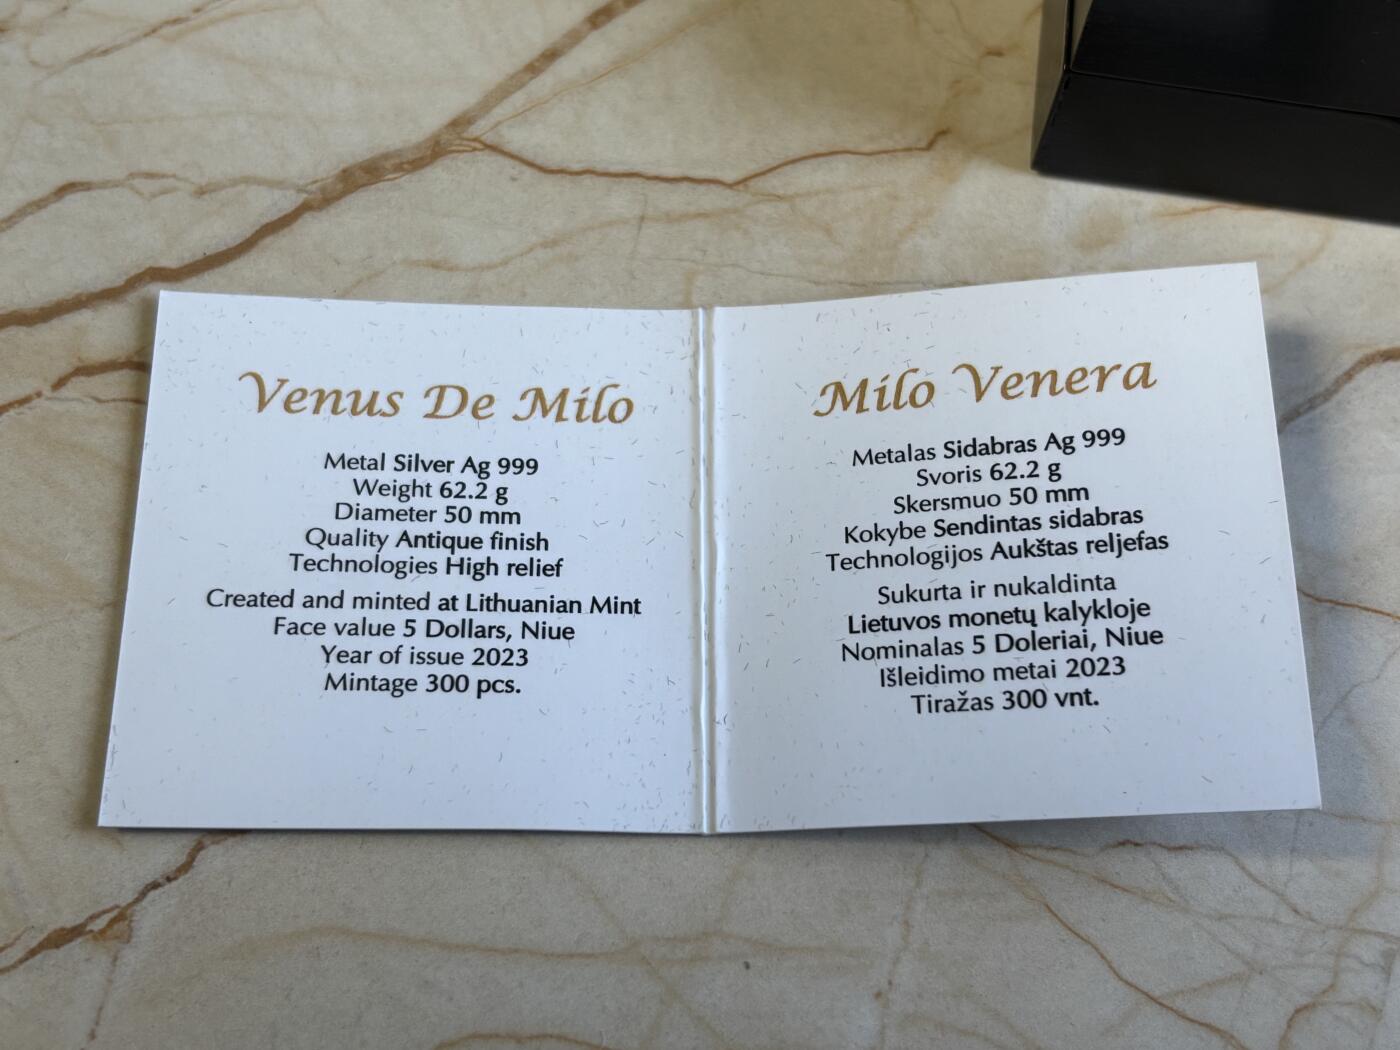 Venus De Milo
Metal Silver Ag 999
Weight 62.2 g
Diameter 50 mm
Quality Antique finish
Technologies High relief
Created and minted at Lithuanian Mint
Face value 5 Dollars, Niue
Year of issue 2023
Mintage 300 pcs.
Milo Venera
Metalas Sidabras Ag 999
Svoris 62.2 g
Skersmuo 50 mm
Kokybe Sendintas sidabras
Technologijos Aukštas reljefas
Sukurta ir nukaldinta
Lietuvos monetų kalykloje
Nominalas 5 Doleriai, Niue
Išleidimo metai 2023
Tiražas 300 vnt.